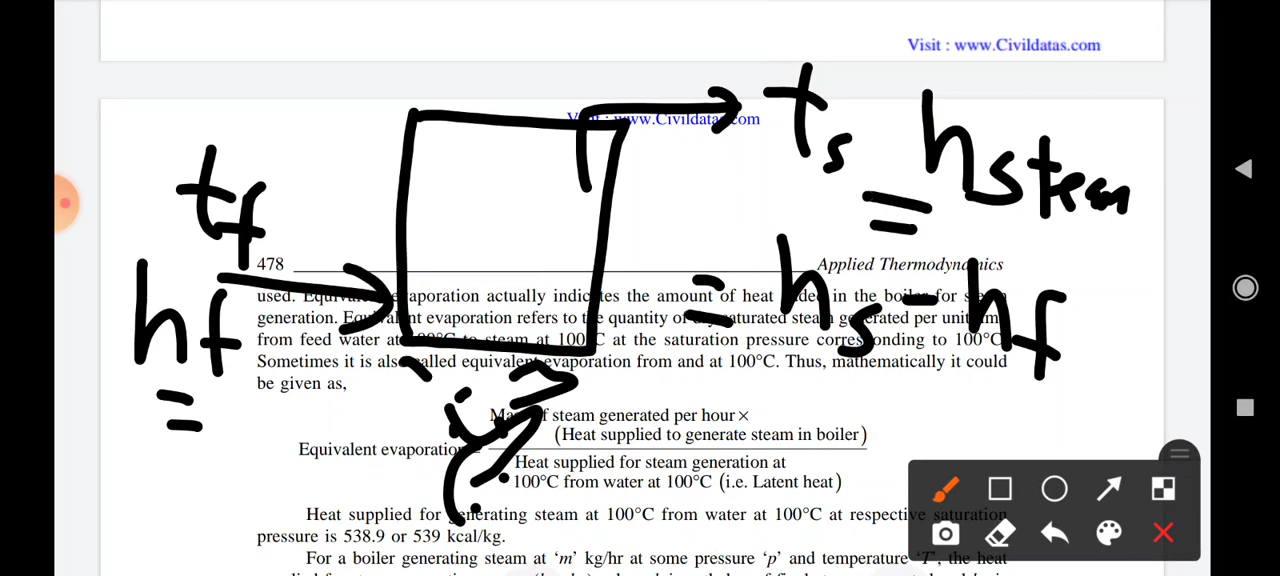 Visit : www.Civildatas.com
Visit : www.Civildatas.com
ts = hsteam
tf
= hs - hf
hf =
478 Applied Thermodynamics
used. Equivalent evaporation actually indicates the amount of heat added in the boiler for steam
generation. Equivalent evaporation refers to the quantity of dry saturated steam generated per unit time
from feed water at 100°C to steam at 100°C at the saturation pressure corresponding to 100°C.
Sometimes it is also called equivalent evaporation from and at 100°C. Thus, mathematically it could
be given as,
Mass of steam generated per hour ×
(Heat supplied to generate steam in boiler)
Equivalent evaporation =
Heat supplied for steam generation at
100°C from water at 100°C (i.e. Latent heat)
Heat supplied for generating steam at 100°C from water at 100°C at respective saturation
pressure is 538.9 or 539 kcal/kg.
For a boiler generating steam at ‘m’ kg/hr at some pressure ‘p’ and temperature ‘T’, the heat